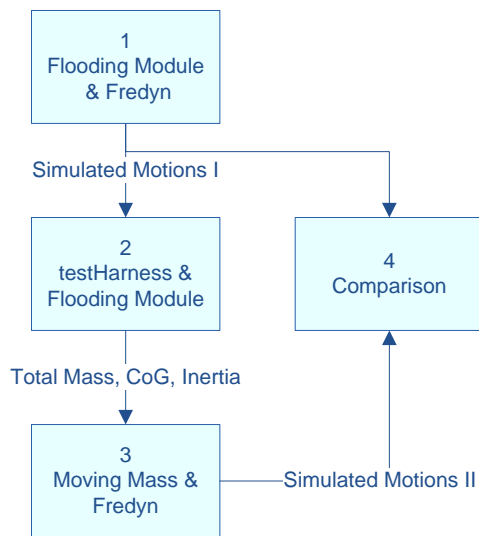 1
Flooding Module
& Fredyn
Simulated Motions I
2
testHarness &
Flooding Module
4
Comparison
Total Mass, CoG, Inertia
3
Moving Mass &
Fredyn
Simulated Motions II